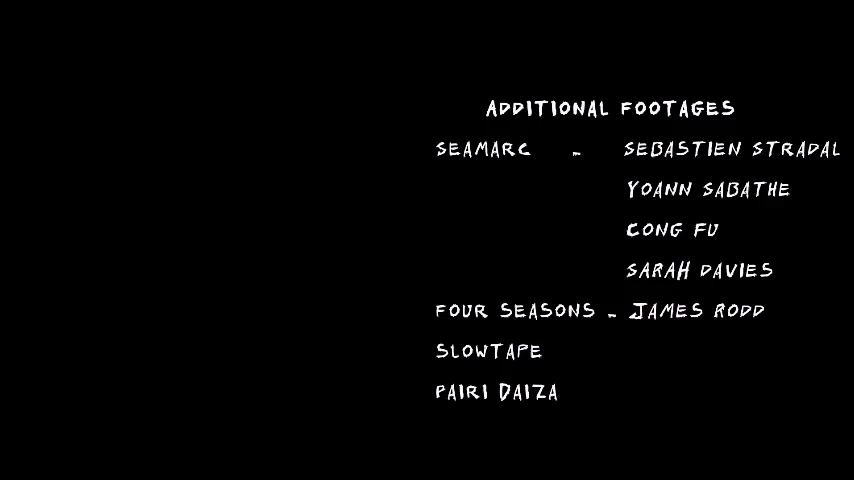 ADDITIONAL FOOTAGES
SEAMARC - SEBASTIEN STRADAL
YOANN SABATHE
CONG FU
SARAH DAVIES
FOUR SEASONS - JAMES RODD
SLOWTAPE
PAIRI DAIZA